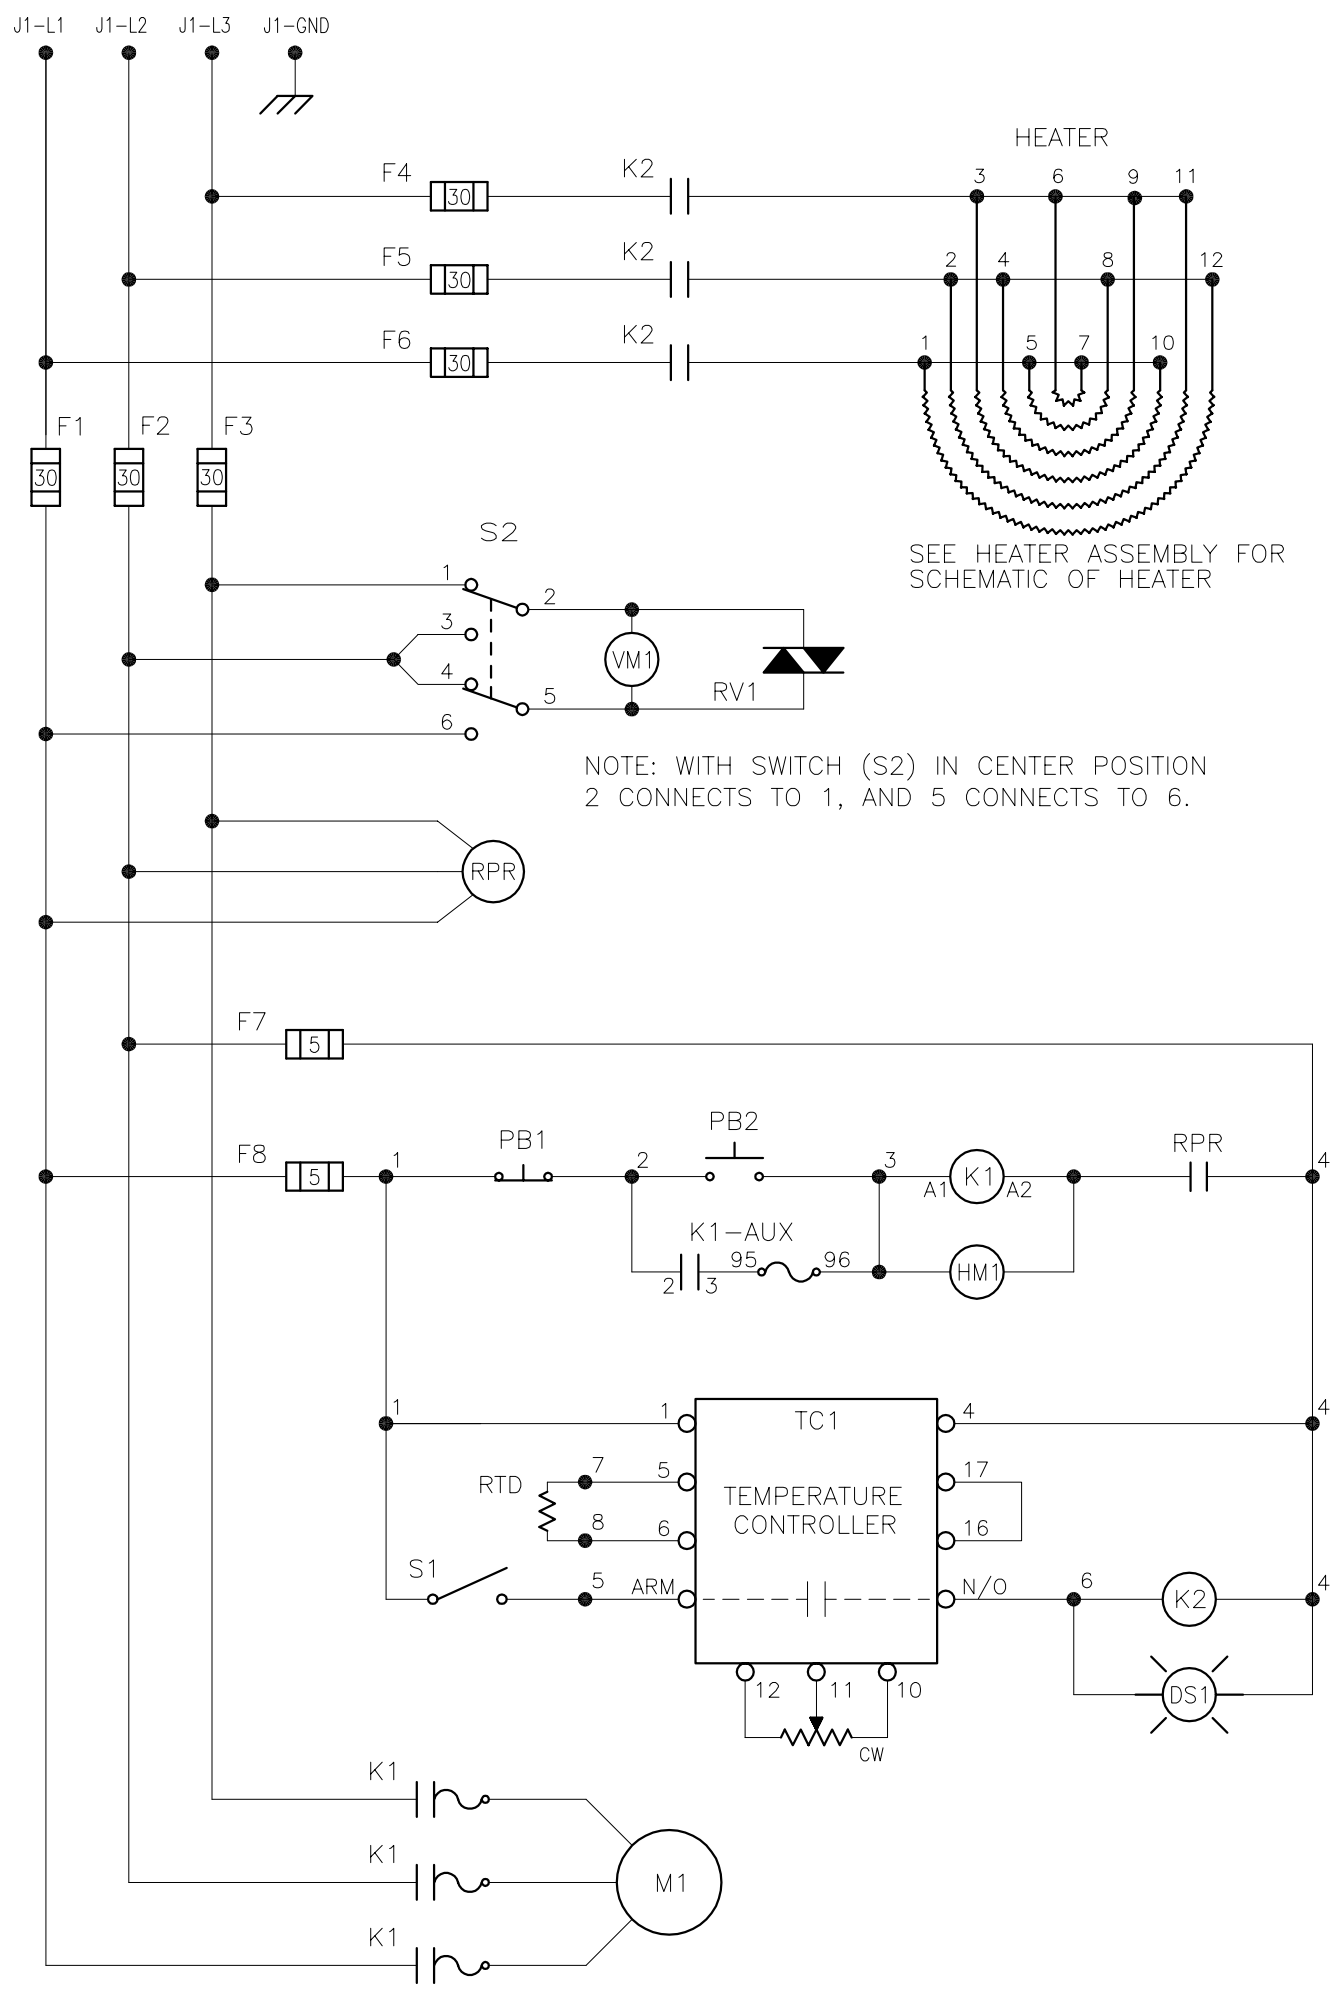 J1-L1 J1-L2 J1-L3 J1-GND
HEATER
F4 30 K2 3 6 9 11
F5 30 K2 2 4 8 12
F6 30 K2 1 5 7 10
F1 F2 F3
30 30 30
S2
SEE HEATER ASSEMBLY FOR
SCHEMATIC OF HEATER
1 2
3
VM1
4 5 RV1
6
NOTE: WITH SWITCH (S2) IN CENTER POSITION
2 CONNECTS TO 1, AND 5 CONNECTS TO 6.
RPR
F7 5
PB1 PB2 RPR
F8 5 1 2 3 A1 K1 A2 4
K1-AUX
2 3 95 96 HM1
1 1 TC1 4 4
RTD 7 5 17
TEMPERATURE
CONTROLLER
8 6 16
S1 5 ARM N/O 6 K2 4
12 11 10 DS1
CW
K1
K1 M1
K1